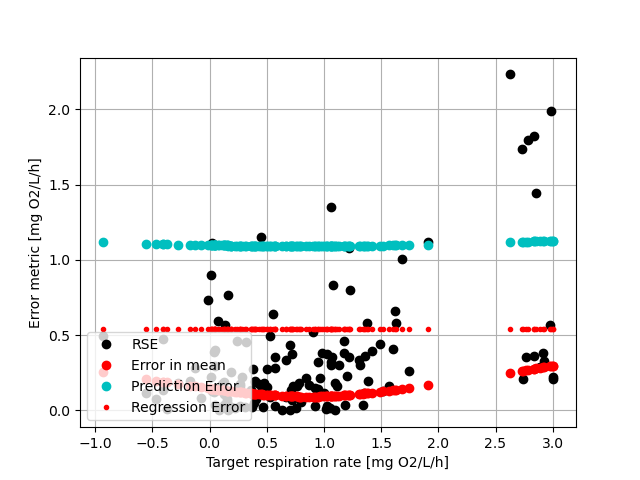 2.0
1.5
1.0
0.5
0.0
Error metric [mg O2/L/h]
RSE
Error in mean
Prediction Error
Regression Error
−1.0 −0.5 0.0 0.5 1.0 1.5 2.0 2.5 3.0
Target respiration rate [mg O2/L/h]